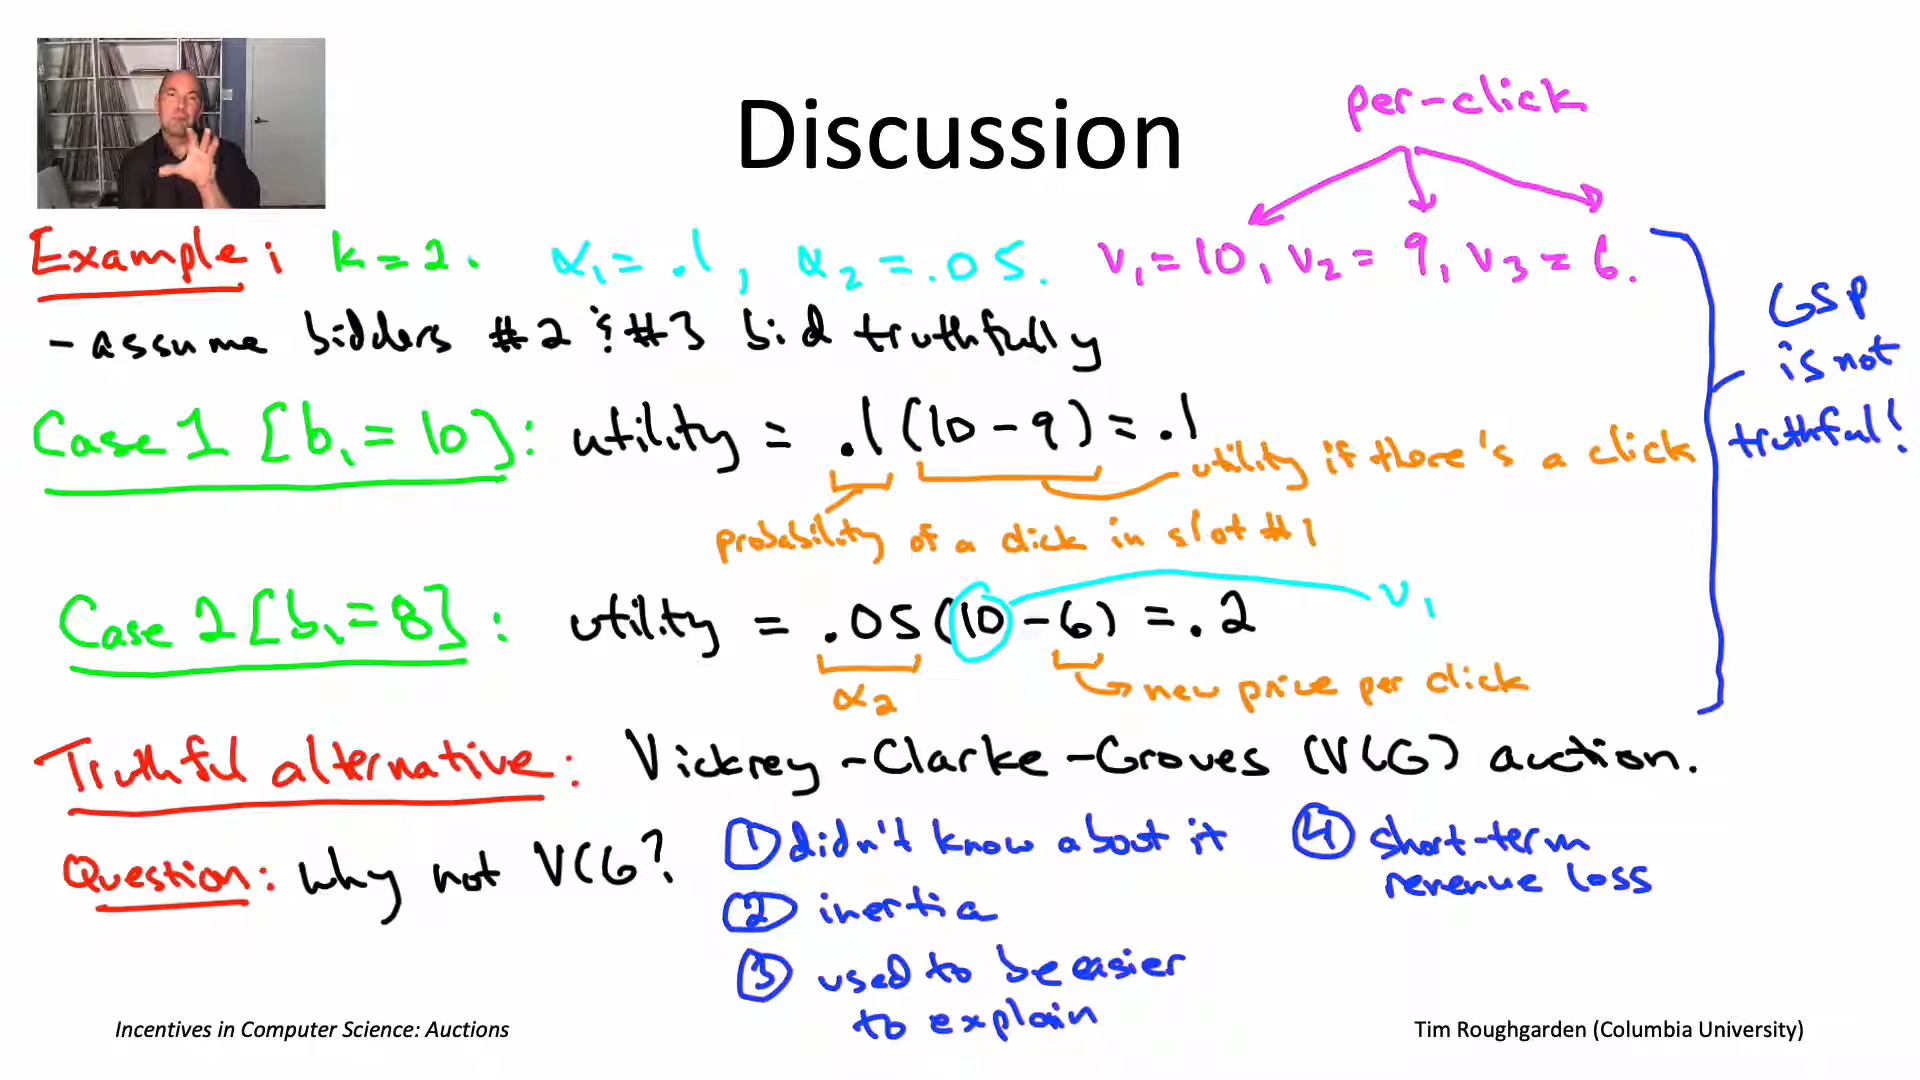 Discussion
per-click
Example: k=2. α₁=.1, α₂=.05. v₁=10, v₂=9, v₃=6.
- assume bidders #2 & #3 bid truthfully
GSP
is not
truthful!
Case 1 [b₁=10]: utility = .1(10-9)=.1
utility if there's a click
probability of a click in slot #1
Case 2 [b₁=8]: utility = .05(10-6)=.2
v₁
α₂
new price per click
Truthful alternative: Vickrey-Clarke-Groves (VCG) auction.
Question: why not VCG?
① didn't know about it
② inertia
③ used to be easier
to explain
④ short-term
revenue loss
Incentives in Computer Science: Auctions
Tim Roughgarden (Columbia University)